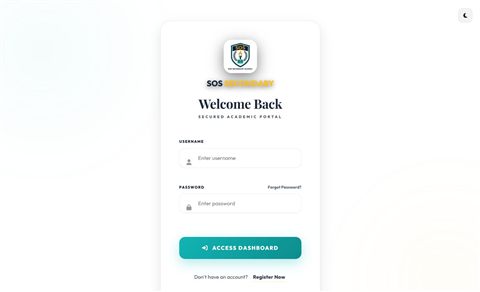 SOS
SOS SECONDARY
Welcome Back
SECURED ACADEMIC PORTAL
USERNAME
Enter username
PASSWORD Forgot Password?
Enter password
ACCESS DASHBOARD
Don't have an account? Register Now